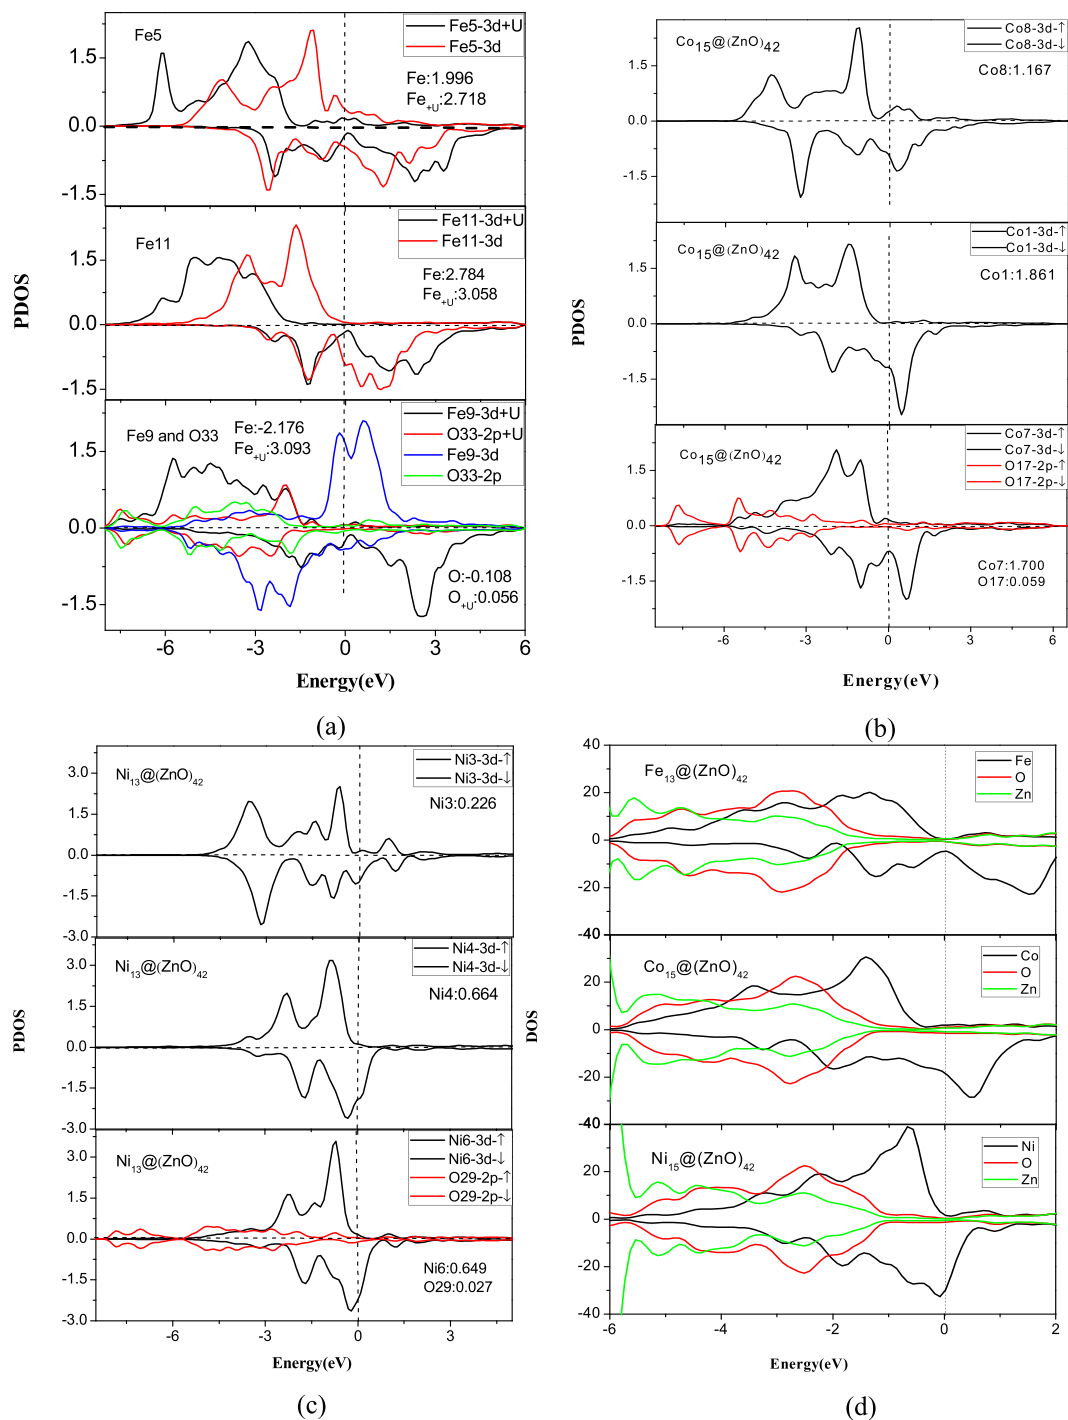 Fe5
Fe5-3d+U
Fe5-3d
Fe:1.996
Fe+U:2.718
1.5
0.0
-1.5
Fe11
Fe11-3d+U
Fe11-3d
Fe:2.784
Fe+U:3.058
1.5
0.0
-1.5
PDOS
Fe9 and O33
Fe:-2.176
Fe+U:3.093
Fe9-3d+U
O33-2p+U
Fe9-3d
O33-2p
O:-0.108
O+U:0.056
1.5
0.0
-1.5
-6 -3 0 3 6
Energy(eV)
(a)
Co15@(ZnO)42
Co8-3d-↑
Co8-3d-↓
Co8:1.167
1.5
0.0
-1.5
Co15@(ZnO)42
Co1-3d-↑
Co1-3d-↓
Co1:1.861
1.5
0.0
-1.5
PDOS
Co15@(ZnO)42
Co7-3d-↑
Co7-3d-↓
O17-2p-↑
O17-2p-↓
Co7:1.700
O17:0.059
1.5
0.0
-1.5
-6 -3 0 3 6
Energy(eV)
(b)
Ni13@(ZnO)42
Ni3-3d-↑
Ni3-3d-↓
Ni3:0.226
3.0
1.5
0.0
-1.5
-3.0
Ni13@(ZnO)42
Ni4-3d-↑
Ni4-3d-↓
Ni4:0.664
3.0
1.5
0.0
-1.5
-3.0
PDOS
Ni13@(ZnO)42
Ni6-3d-↑
Ni6-3d-↓
O29-2p-↑
O29-2p-↓
Ni6:0.649
O29:0.027
3.0
1.5
0.0
-1.5
-3.0
-6 -3 0 3
Energy(eV)
(c)
Fe13@(ZnO)42
Fe
O
Zn
40
20
0
-20
-40
Co15@(ZnO)42
Co
O
Zn
20
0
-20
-40
DOS
Ni15@(ZnO)42
Ni
O
Zn
20
0
-20
-40
-6 -4 -2 0 2
Energy(eV)
(d)